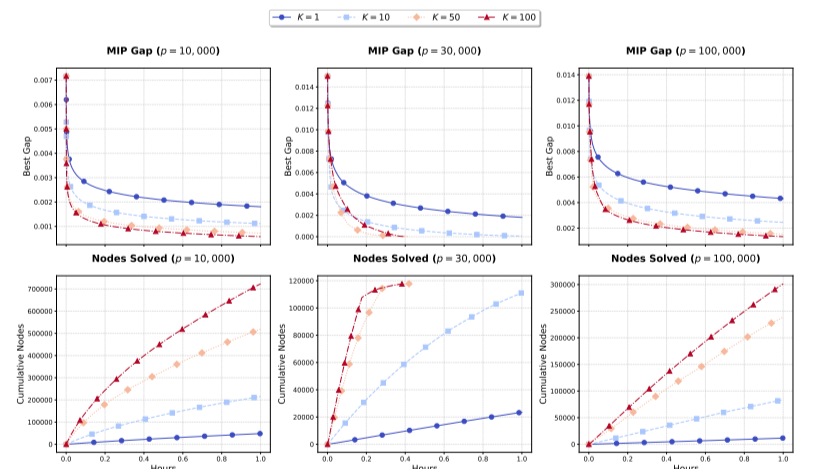 K = 1 K = 10 K = 50 K = 100
MIP Gap (p = 10, 000) MIP Gap (p = 30, 000) MIP Gap (p = 100, 000)
Best Gap
0.007
0.006
0.005
0.004
0.003
0.002
0.001
Best Gap
0.014
0.012
0.010
0.008
0.006
0.004
0.002
0.000
Best Gap
0.014
0.012
0.010
0.008
0.006
0.004
0.002
Nodes Solved (p = 10, 000) Nodes Solved (p = 30, 000) Nodes Solved (p = 100, 000)
Cumulative Nodes
700000
600000
500000
400000
300000
200000
100000
0
0.0 0.2 0.4 0.6 0.8 1.0
Hours
Cumulative Nodes
120000
100000
80000
60000
40000
20000
0
0.0 0.2 0.4 0.6 0.8 1.0
Hours
Cumulative Nodes
300000
250000
200000
150000
100000
50000
0
0.0 0.2 0.4 0.6 0.8 1.0
Hours